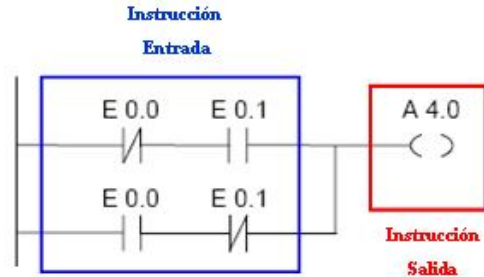 Instrucción
Entrada
E 0.0 E 0.1 A 4.0
E 0.0 E 0.1
Instrucción
Salida